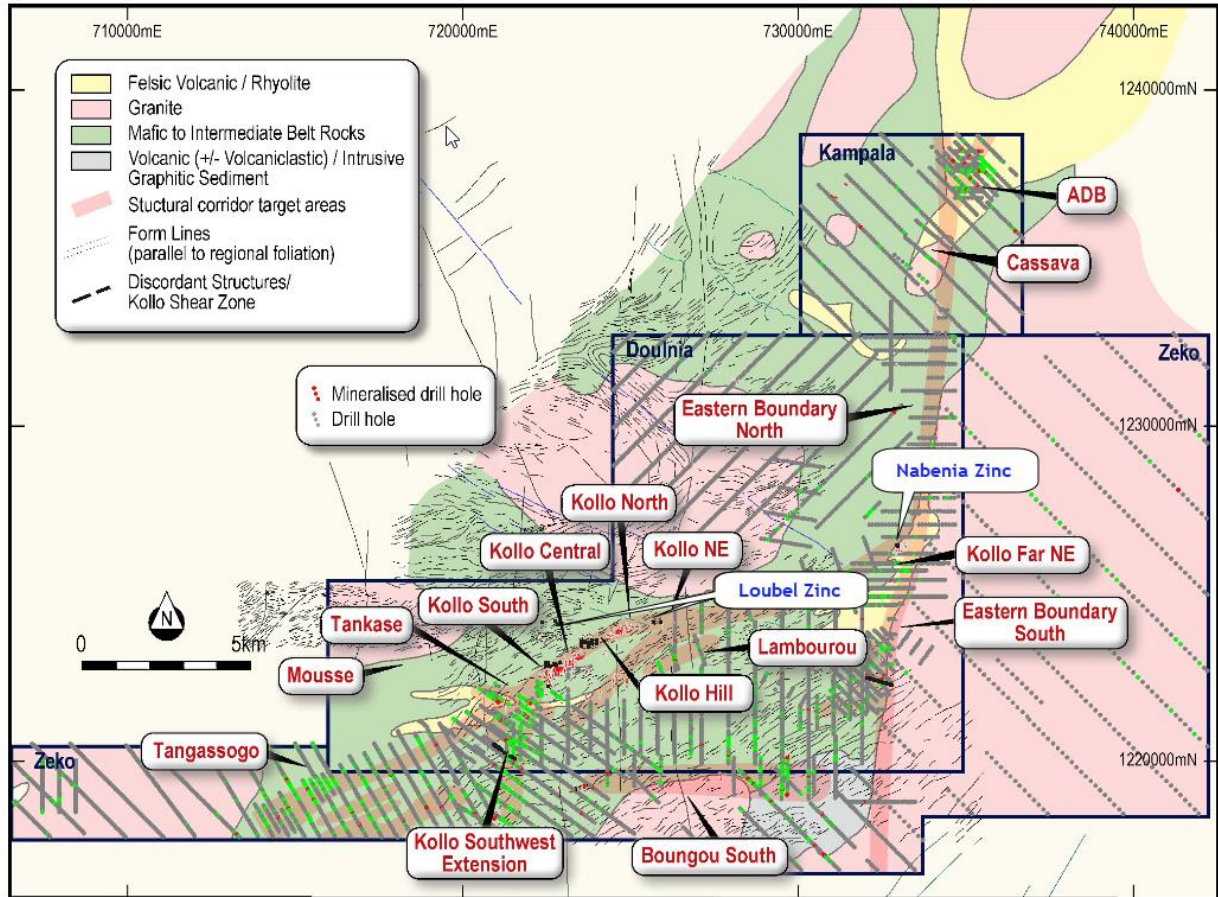 710000mE
720000mE
730000mE
740000mE
Felsic Volcanic / Rhyolite
Granite
Mafic to Intermediate Belt Rocks
Volcanic (+/- Volcaniclastic) / Intrusive
Graphitic Sediment
Stuctural corridor target areas
Form Lines
(parallel to regional foliation)
Discordant Structures/
Kollo Shear Zone
1240000mN
Kampala
ADB
Cassava
Doulnia
Zeko
Mineralised drill hole
Drill hole
Eastern Boundary
North
1230000mN
Nabenia Zinc
Kollo North
Kollo Central
Kollo NE
Kollo Far NE
N
Kollo South
Loubel Zinc
Tankase
Eastern Boundary
South
0
5km
Lambourou
Mousse
Kollo Hill
Tangassogo
Zeko
1220000mN
Kollo Southwest
Extension
Boungou South